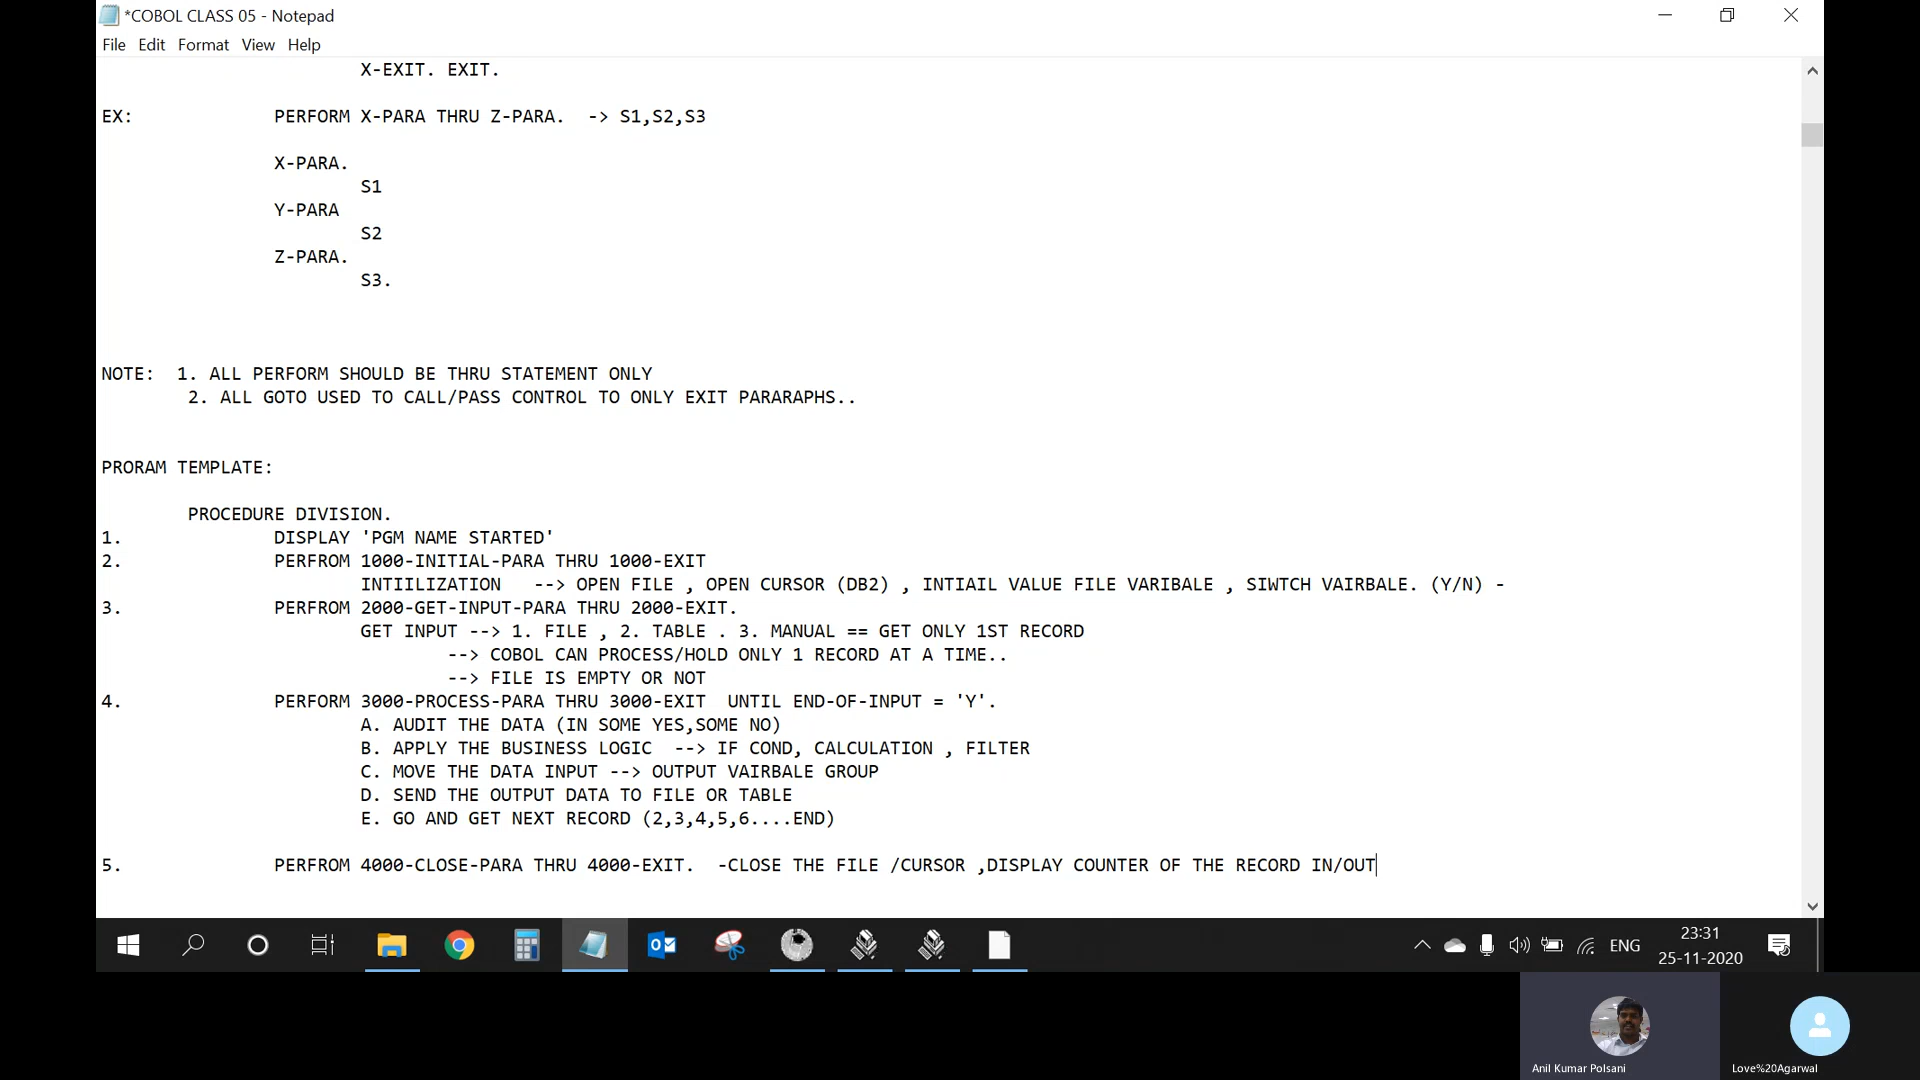 *COBOL CLASS 05 - Notepad
File Edit Format View Help
X-EXIT. EXIT.
EX: PERFORM X-PARA THRU Z-PARA. -> S1,S2,S3
X-PARA.
S1
Y-PARA
S2
Z-PARA.
S3.
NOTE: 1. ALL PERFORM SHOULD BE THRU STATEMENT ONLY
2. ALL GOTO USED TO CALL/PASS CONTROL TO ONLY EXIT PARARAPHS..
PRORAM TEMPLATE:
PROCEDURE DIVISION.
1. DISPLAY 'PGM NAME STARTED'
2. PERFROM 1000-INITIAL-PARA THRU 1000-EXIT
INTIILIZATION --> OPEN FILE , OPEN CURSOR (DB2) , INTIAIL VALUE FILE VARIBALE , SIWTCH VAIRBALE. (Y/N) -
3. PERFROM 2000-GET-INPUT-PARA THRU 2000-EXIT.
GET INPUT --> 1. FILE , 2. TABLE . 3. MANUAL == GET ONLY 1ST RECORD
--> COBOL CAN PROCESS/HOLD ONLY 1 RECORD AT A TIME..
--> FILE IS EMPTY OR NOT
4. PERFORM 3000-PROCESS-PARA THRU 3000-EXIT UNTIL END-OF-INPUT = 'Y'.
A. AUDIT THE DATA (IN SOME YES,SOME NO)
B. APPLY THE BUSINESS LOGIC --> IF COND, CALCULATION , FILTER
C. MOVE THE DATA INPUT --> OUTPUT VAIRBALE GROUP
D. SEND THE OUTPUT DATA TO FILE OR TABLE
E. GO AND GET NEXT RECORD (2,3,4,5,6....END)
5. PERFROM 4000-CLOSE-PARA THRU 4000-EXIT. -CLOSE THE FILE /CURSOR ,DISPLAY COUNTER OF THE RECORD IN/OUT
ENG
23:31
25-11-2020
Anil Kumar Polsani
Love%20Agarwal